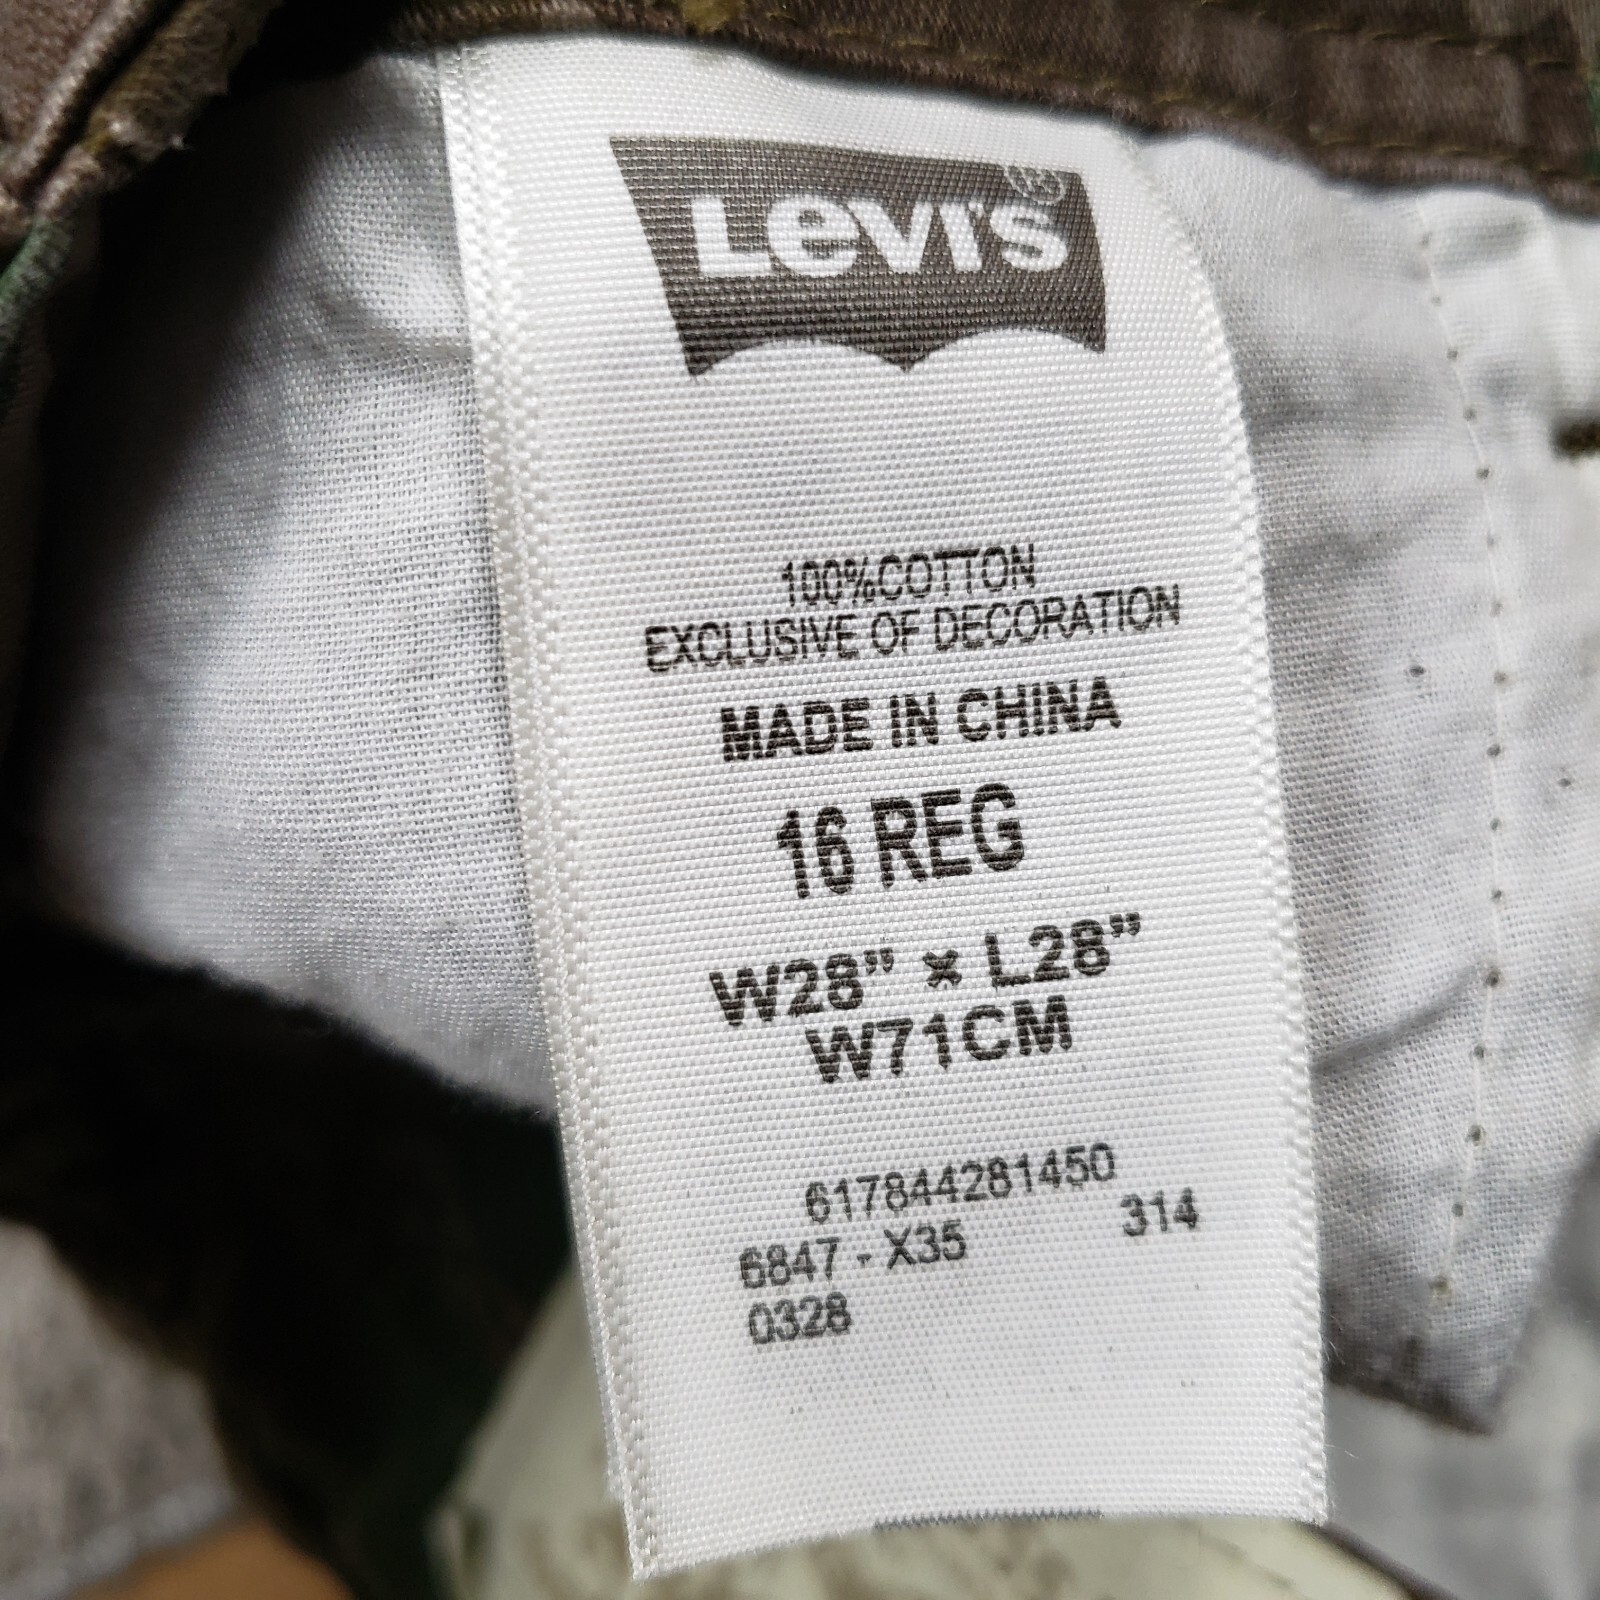 Levi's
100%COTTON
EXCLUSIVE OF DECORATION
MADE IN CHINA
16 REG
W28” × L28”
W71CM
617844281450
6847 - X35 314
0328